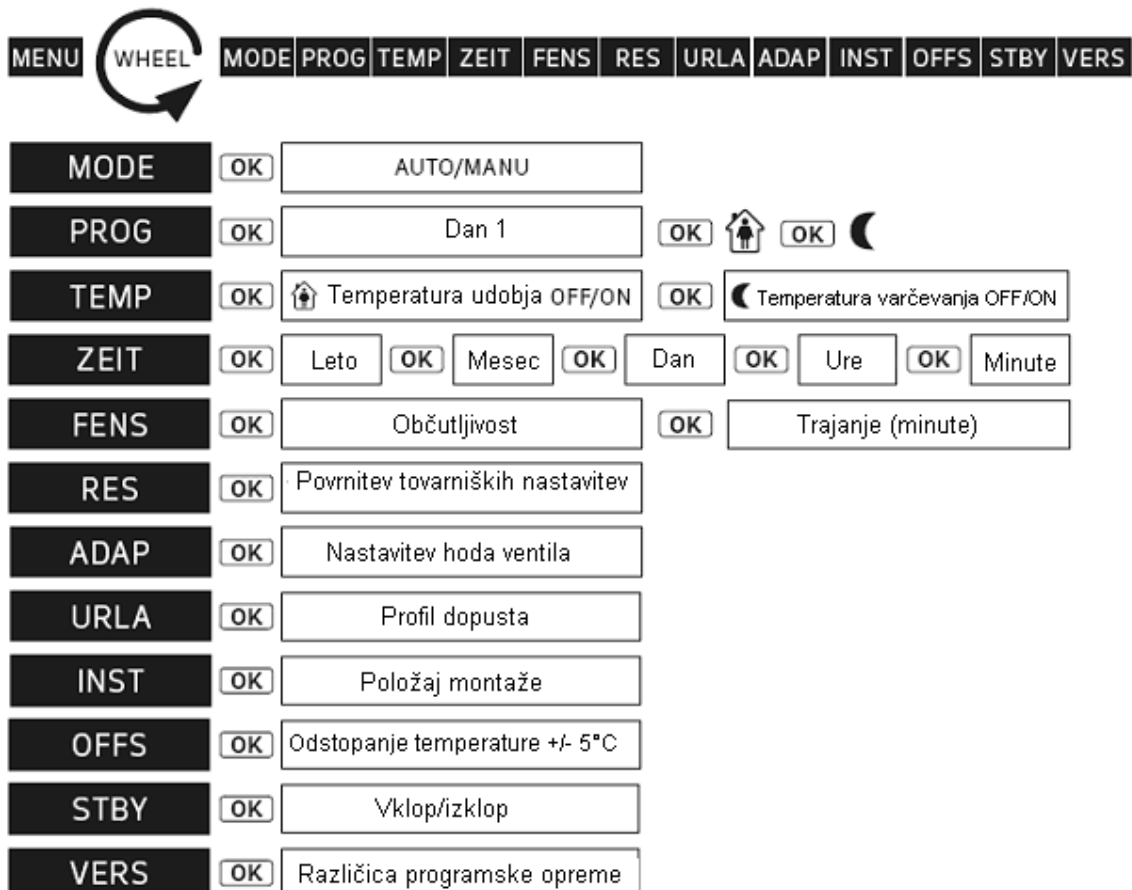 MENU WHEEL MODE PROG TEMP ZEIT FENS RES URLA ADAP INST OFFS STBY VERS
MODE OK AUTO/MANU
PROG OK Dan 1 OK OK
TEMP OK Temperatura udobja OFF/ON OK Temperatura varčevanja OFF/ON
ZEIT OK Leto OK Mesec OK Dan OK Ure OK Minute
FENS OK Občutljivost OK Trajanje (minute)
RES OK Povrnitev tovarniških nastavitev
ADAP OK Nastavitev hoda ventila
URLA OK Profil dopusta
INST OK Položaj montaže
OFFS OK Odstopanje temperature +/- 5°C
STBY OK Vklop/izklop
VERS OK Različica programske opreme